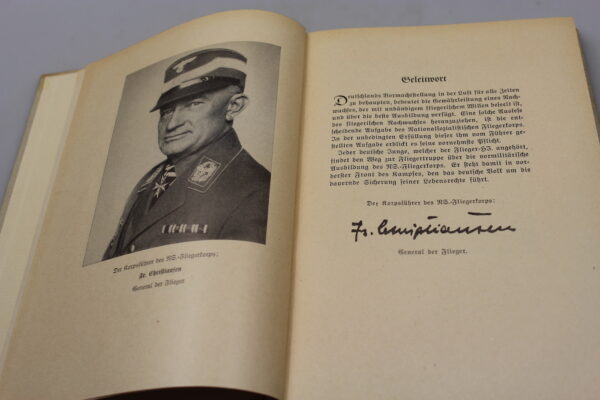 Der Korpsführer des NS.-Fliegerkorps:
Fr. Christiansen
General der Flieger
Geleitwort
Deutschlands Vormachtstellung in der Luft für alle Zeiten
zu behaupten, bedeutet die Gewährleistung eines Nach-
wuchses, der mit unbändigem fliegerischem Willen beseelt ist,
und über die beste Ausbildung verfügt. Eine solche Auslese
des fliegerischen Nachwuchses heranzuziehen, ist die ent-
scheidende Aufgabe des Nationalsozialistischen Fliegerkorps.
In der unbedingten Erfüllung dieser ihm vom Führer ge-
stellten Aufgabe erblickt es seine vornehmste Pflicht.
Jeder deutsche Junge, welcher der Flieger-HJ. angehört,
findet den Weg zur Fliegertruppe über die vormilitärische
Ausbildung des NS.-Fliegerkorps. Er steht damit in vor-
derster Front des Kampfes, den das deutsche Volk um die
dauernde Sicherung seiner Lebensrechte führt.
Der Korpsführer des NS.-Fliegerkorps:
Fr. Christiansen
General der Flieger.